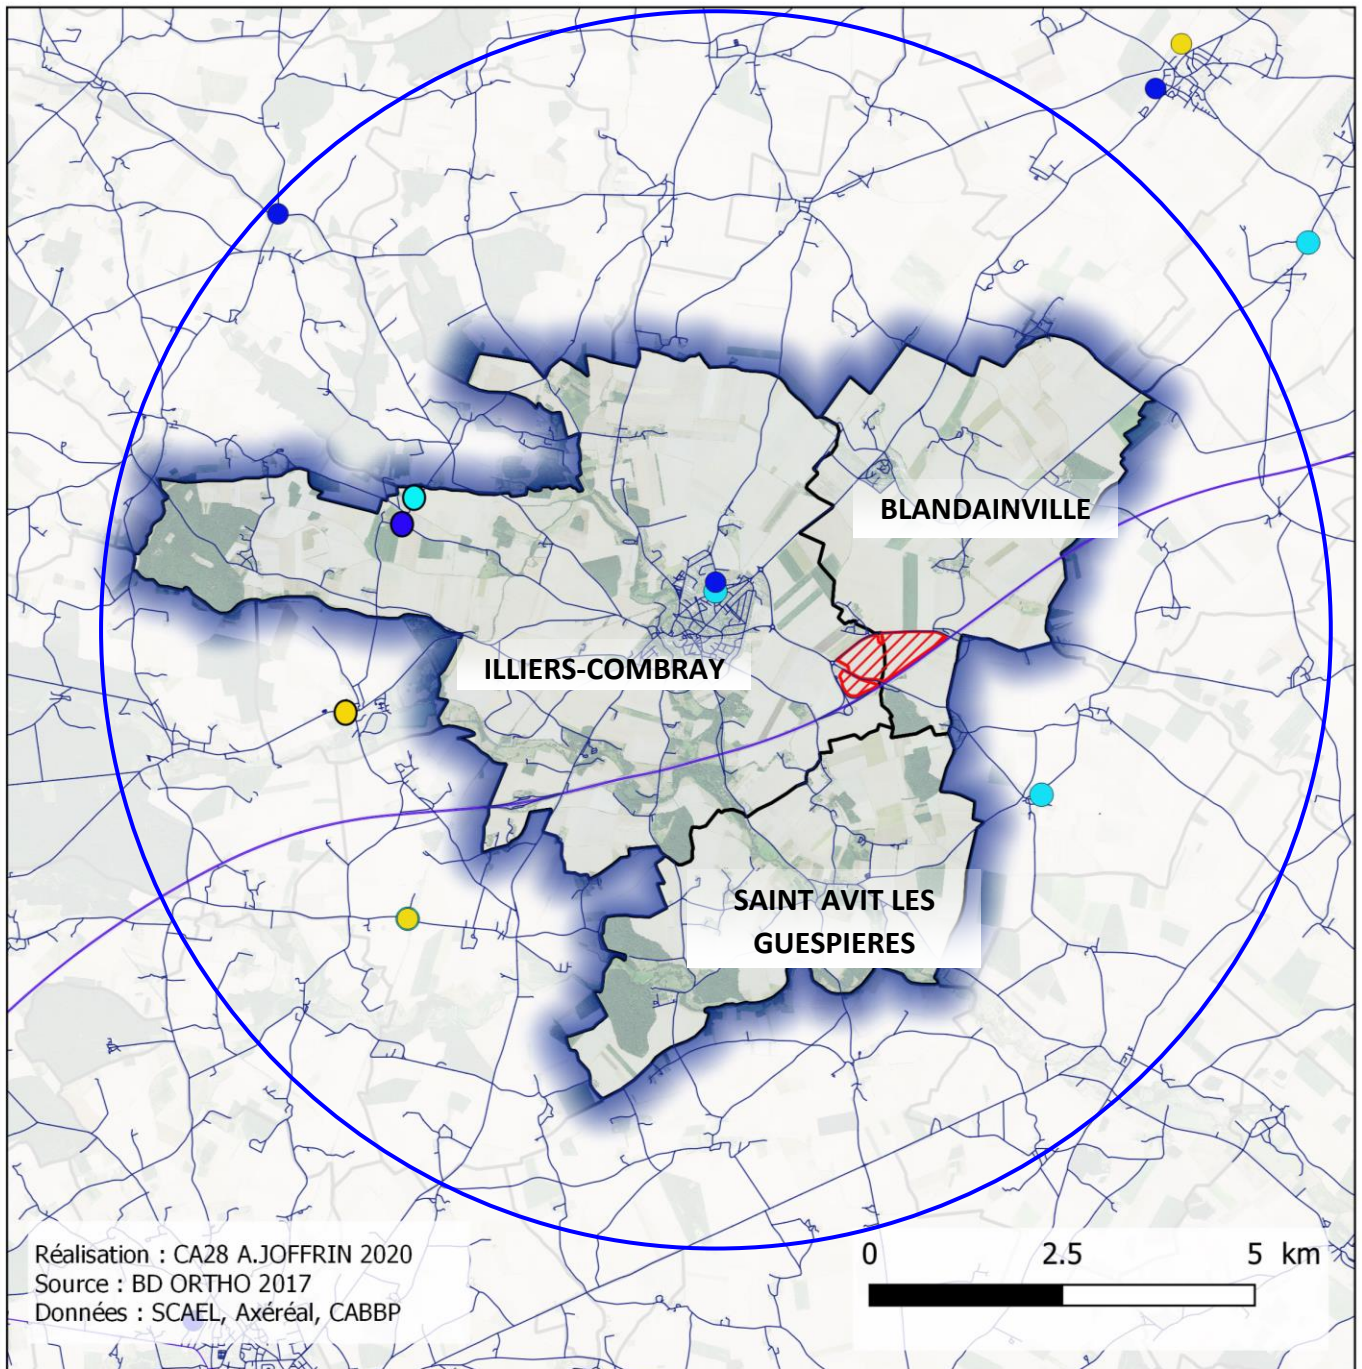 BLANDAINVILLE
ILLIERS-COMBRAY
SAINT AVIT LES
GUESPIERES
Réalisation : CA28 A.JOFFRIN 2020
Source : BD ORTHO 2017
Données : SCAEL, Axéréal, CABBP
0 2.5 5 km